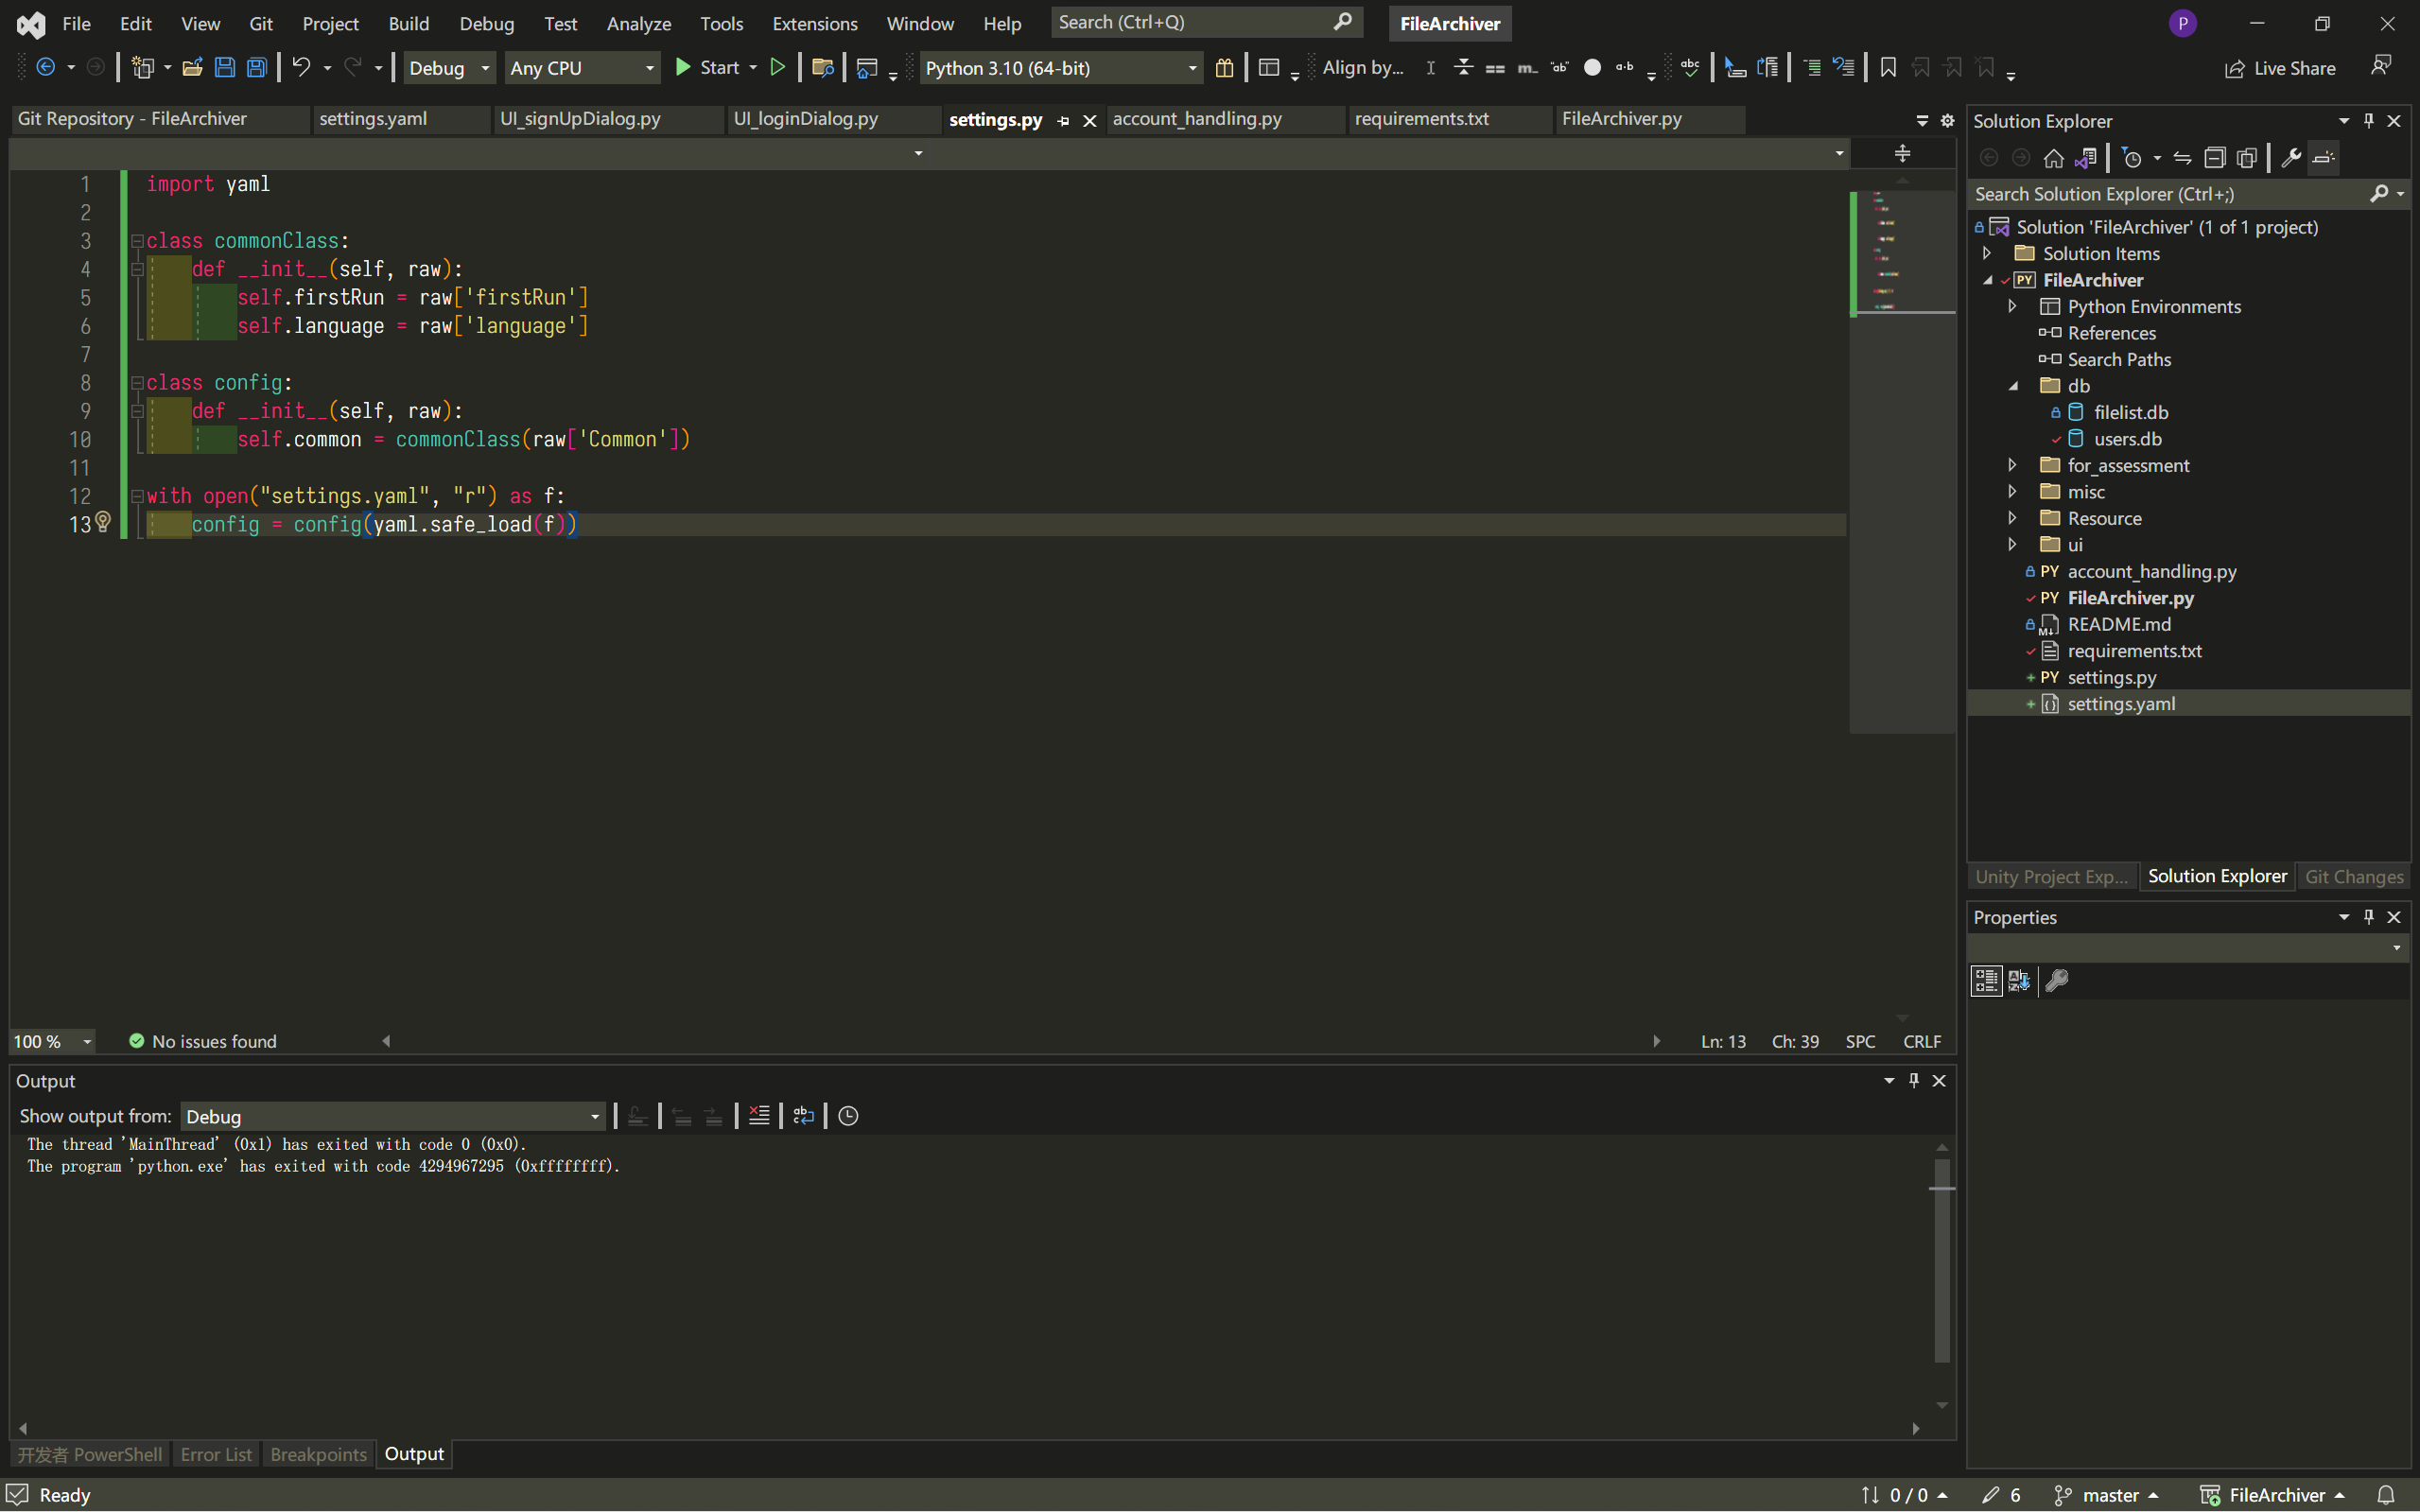 File Edit View Git Project Build Debug Test Analyze Tools Extensions Window Help Search (Ctrl+Q) FileArchiver P
Debug Any CPU Start Python 3.10 (64-bit) Align by... Live Share
Git Repository - FileArchiver settings.yaml UI_signUpDialog.py UI_loginDialog.py settings.py account_handling.py requirements.txt FileArchiver.py
1 import yaml
2
3 class commonClass:
4 def __init__(self, raw):
5 self.firstRun = raw['firstRun']
6 self.language = raw['language']
7
8 class config:
9 def __init__(self, raw):
10 self.common = commonClass(raw['Common'])
11
12 with open("settings.yaml", "r") as f:
13 config = config(yaml.safe_load(f))
100 % No issues found Ln: 13 Ch: 39 SPC CRLF
Output
Show output from: Debug
The thread 'MainThread' (0x1) has exited with code 0 (0x0).
The program 'python.exe' has exited with code 4294967295 (0xffffffff).
开发者 PowerShell Error List Breakpoints Output
Solution Explorer
Search Solution Explorer (Ctrl+;)
Solution 'FileArchiver' (1 of 1 project)
Solution Items
PY FileArchiver
Python Environments
References
Search Paths
db
filelist.db
users.db
for_assessment
misc
Resource
ui
PY account_handling.py
PY FileArchiver.py
README.md
requirements.txt
PY settings.py
settings.yaml
Unity Project Exp... Solution Explorer Git Changes
Properties
Ready 0 / 0 6 master FileArchiver